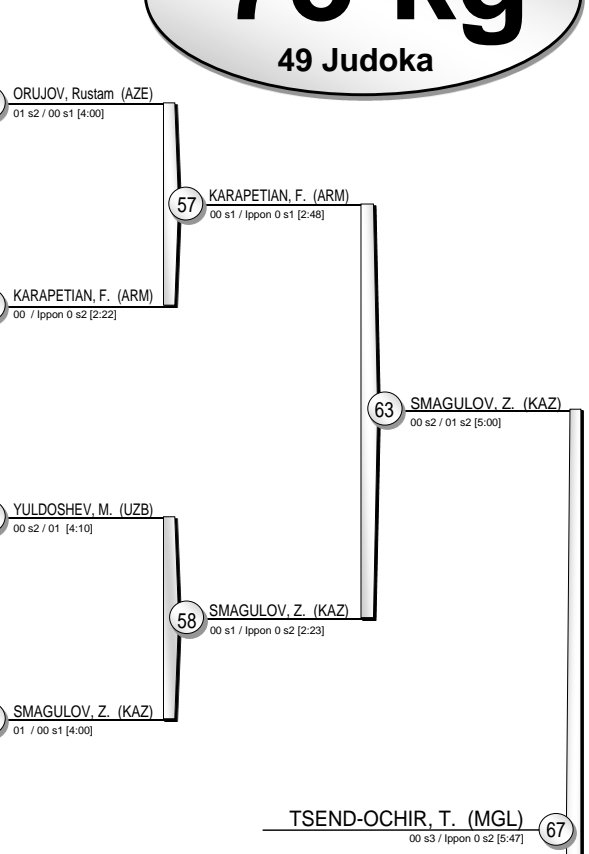 73 kg
49 Judoka
ORUJOV, Rustam (AZE)
01 s2 / 00 s1 [4:00]
57
KARAPETIAN, F. (ARM)
00 s1 / Ippon 0 s1 [2:48]
KARAPETIAN, F. (ARM)
00 / Ippon 0 s2 [2:22]
63
SMAGULOV, Z. (KAZ)
00 s2 / 01 s2 [5:00]
YULDOSHEV, M. (UZB)
00 s2 / 01 [4:10]
58
SMAGULOV, Z. (KAZ)
00 s1 / Ippon 0 s2 [2:23]
SMAGULOV, Z. (KAZ)
01 / 00 s1 [4:00]
TSEND-OCHIR, T. (MGL)
67
00 s3 / Ippon 0 s2 [5:47]